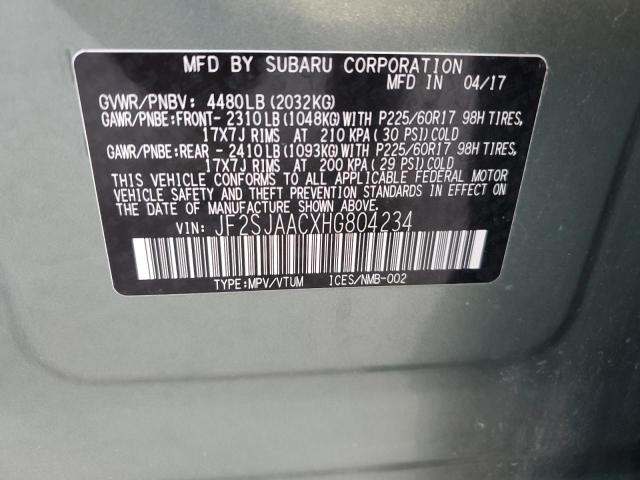 MFD BY SUBARU CORPORATION
MFD IN 04/17
GVWR/PNBV: 4480LB(2032KG)
GAWR/PNBE:FRONT- 2310LB(1048KG)WITH P225/60R17 98H TIRES,
17X7J RIMS AT 210 KPA(30 PSI)COLD
GAWR/PNBE:REAR - 2410LB(1093KG)WITH P225/60R17 98H TIRES,
17X7J RIMS AT 200 KPA(29 PSI)COLD
THIS VEHICLE CONFORMS TO ALL APPLICABLE FEDERAL MOTOR
VEHICLE SAFETY AND THEFT PREVENTION STANDARDS IN EFFECT ON
THE DATE OF MANUFACTURE SHOWN ABOVE.
VIN: JF2SJAACXHG804234
TYPE:MPV/VTUM ICES/NMB-002